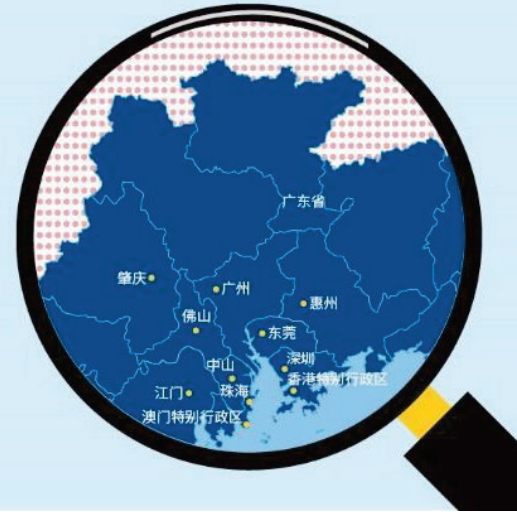 广东省
肇庆
广州
惠州
佛山
东莞
深圳
中山
香港特别行政区
江门
珠海
澳门特别行政区